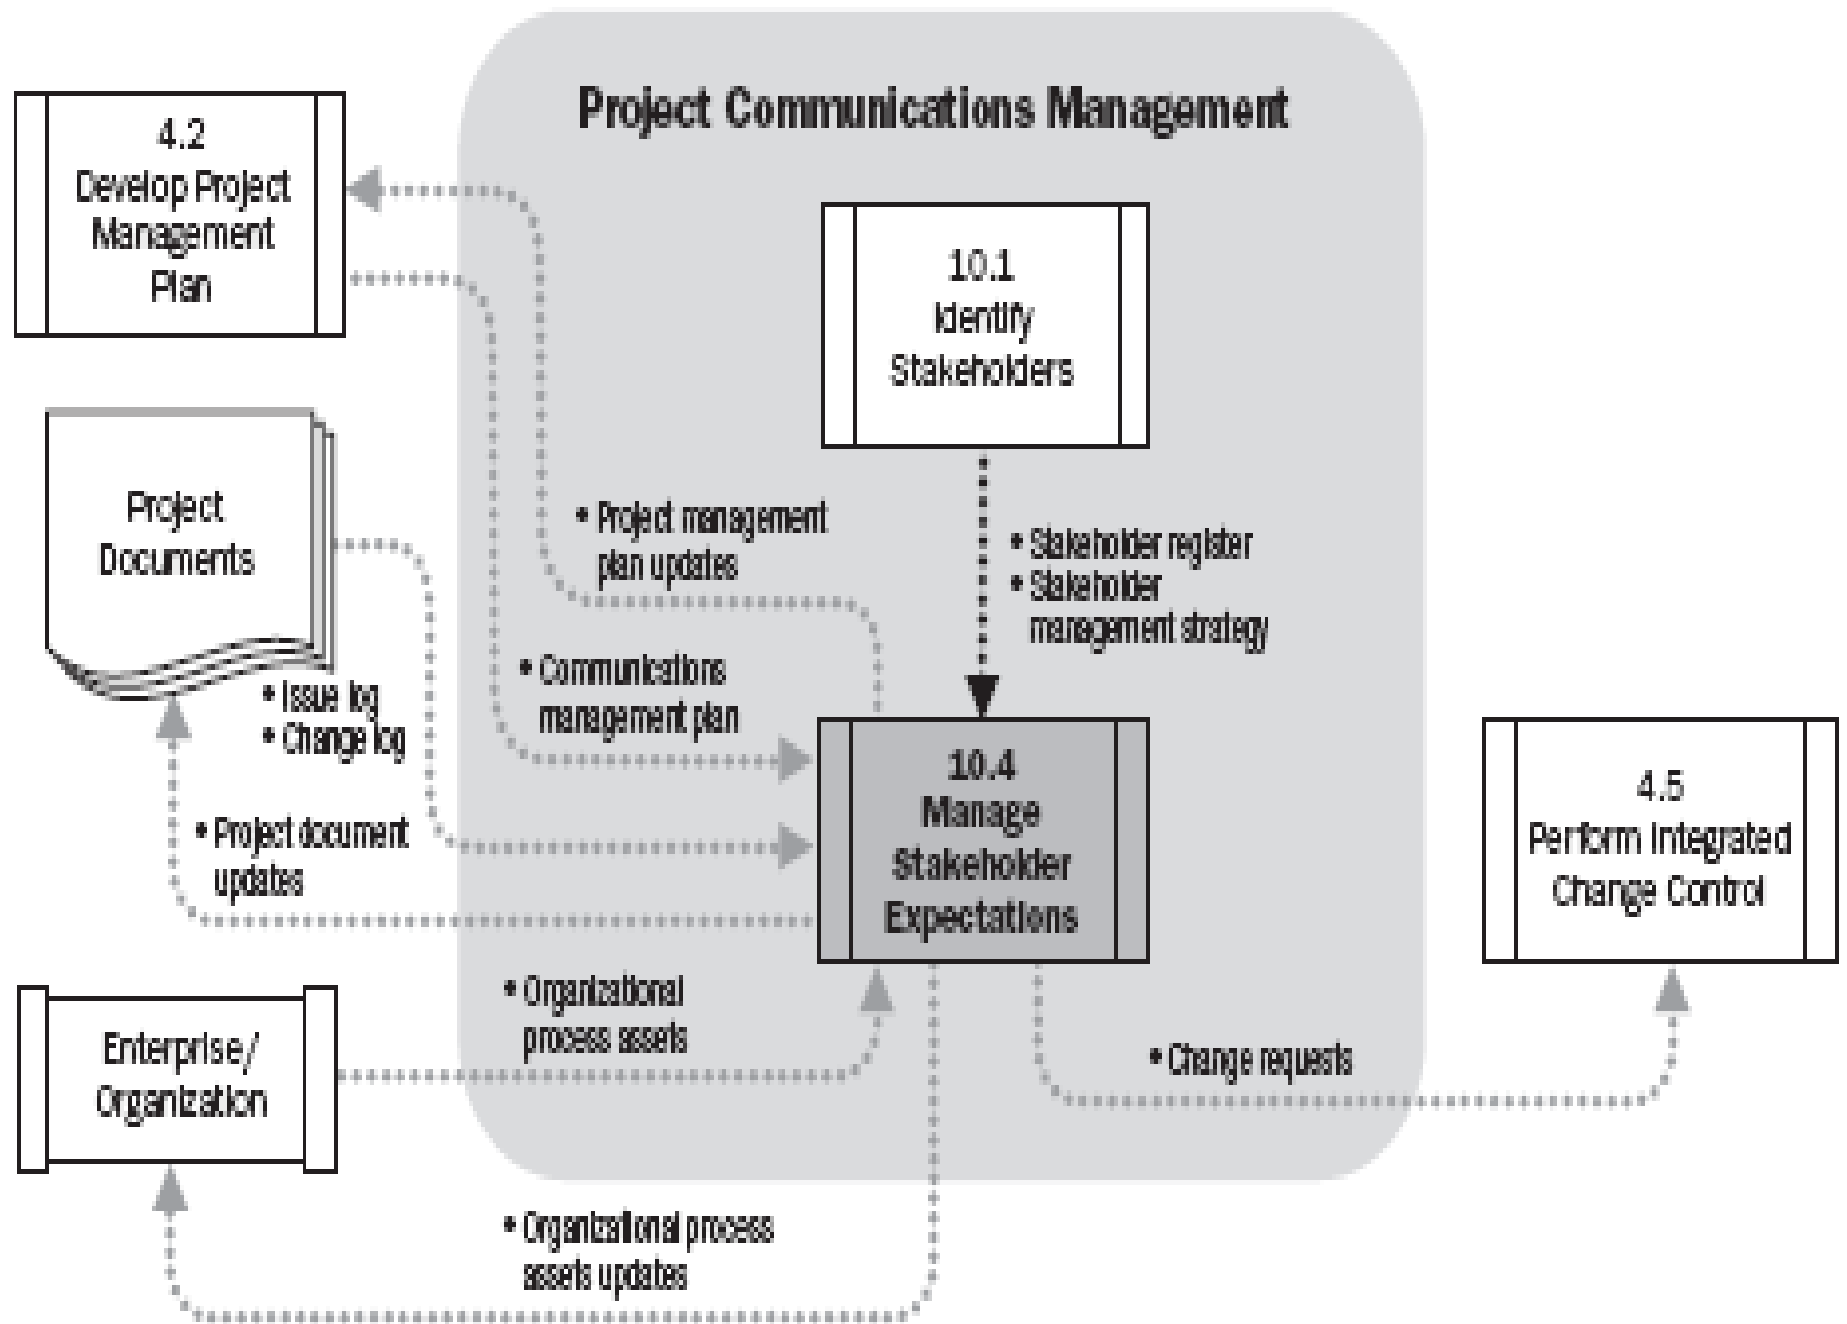 Project Communications Management
4.2
Develop Project
Management
Plan
10.1
Identify
Stakeholders
Project
Documents
• Project management
plan updates
• Stakeholder register
• Stakeholder
management strategy
• Communications
management plan
• Issue log
• Change log
10.4
Manage
Stakeholder
Expectations
4.5
Perform Integrated
Change Control
• Project document
updates
• Organizational
process assets
Enterprise/
Organization
• Change requests
• Organizational process
assets updates